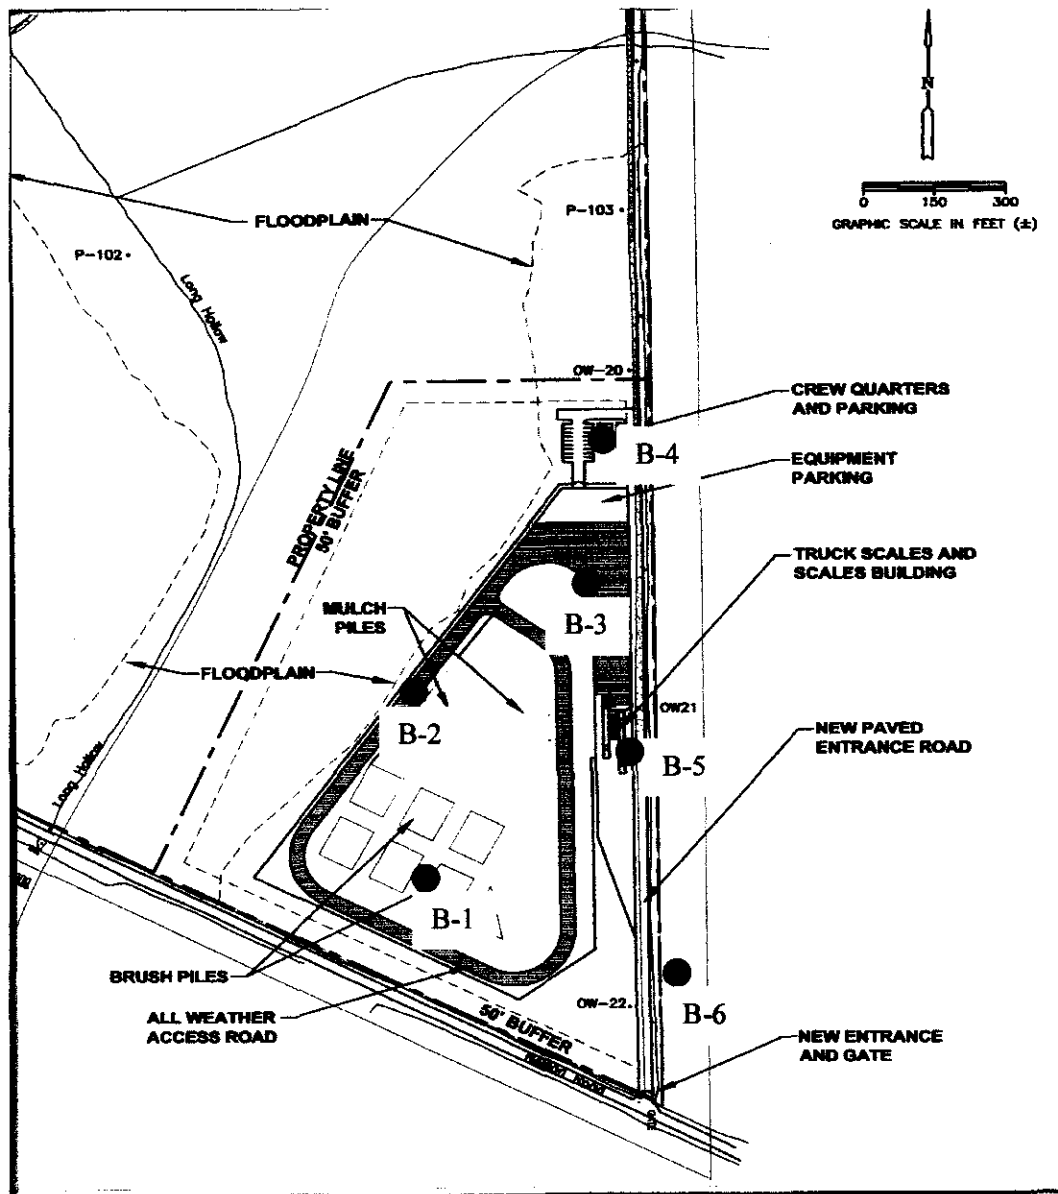 N
0 150 300
GRAPHIC SCALE IN FEET (±)
P-103
FLOODPLAIN
P-102
Long Hollow
OW-20
CREW QUARTERS
AND PARKING
B-4
EQUIPMENT
PARKING
PROPERTY LINE
50' BUFFER
TRUCK SCALES AND
SCALES BUILDING
MULCH
PILES
B-3
FLOODPLAIN
OW21
B-2
NEW PAVED
ENTRANCE ROAD
B-5
Long Hollow
B-1
BRUSH PILES
OW-22
B-6
ALL WEATHER
ACCESS ROAD
50' BUFFER
NEW ENTRANCE
AND GATE